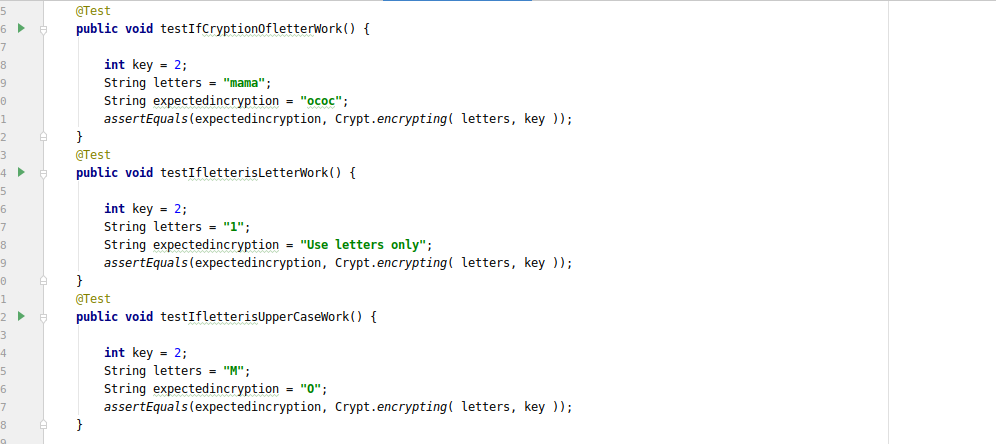 5 @Test
6 public void testIfCryptionOfletterWork() {
7
8 int key = 2;
9 String letters = "mama";
0 String expectedincryption = "ococ";
1 assertEquals(expectedincryption, Crypt.encrypting( letters, key ));
2 }
3 @Test
4 public void testIfletterisLetterWork() {
5
6 int key = 2;
7 String letters = "1";
8 String expectedincryption = "Use letters only";
9 assertEquals(expectedincryption, Crypt.encrypting( letters, key ));
0 }
1 @Test
2 public void testIfletterisUpperCaseWork() {
3
4 int key = 2;
5 String letters = "M";
6 String expectedincryption = "O";
7 assertEquals(expectedincryption, Crypt.encrypting( letters, key ));
8 }
9